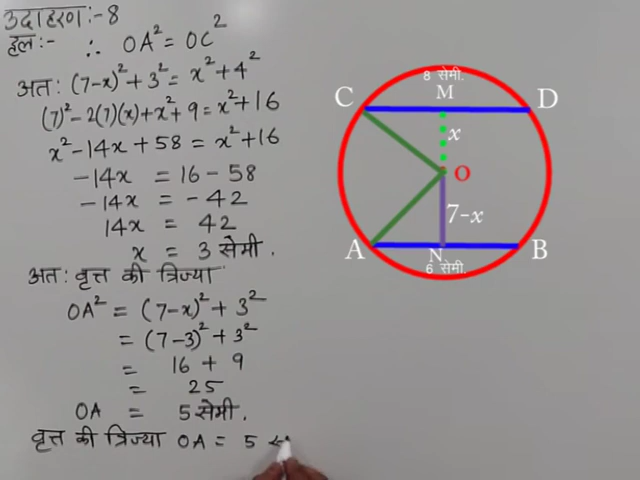 उदाहरण:-8
हल:- ∴ OA² = OC²
अत: (7-x)² + 3² = x² + 4²
(7)² - 2(7)(x) + x² + 9 = x² + 16
x² - 14x + 58 = x² + 16
-14x = 16 - 58
-14x = -42
14x = 42
x = 3 सेमी.
अत: वृत्त की त्रिज्या
OA² = (7-x)² + 3²
= (7-3)² + 3²
= 16 + 9
= 25
OA = 5 सेमी.
वृत्त की त्रिज्या OA = 5
8 सेमी.
C M D
x
O
7-x
A N B
6 सेमी.